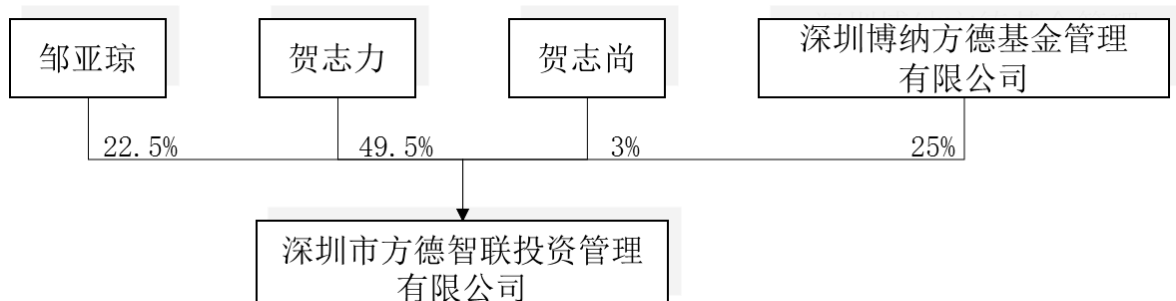 邹亚琼
贺志力
贺志尚
深圳博纳方德基金管理
有限公司
22.5%
49.5%
3%
25%
深圳市方德智联投资管理
有限公司